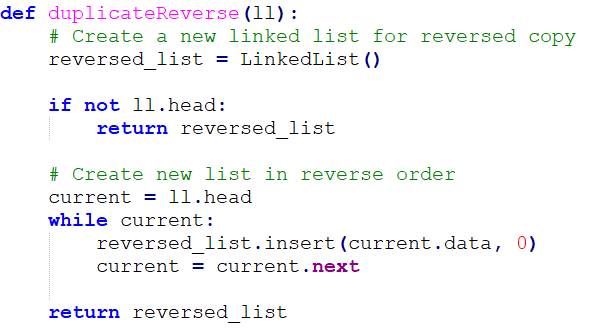 def duplicateReverse(ll):
    # Create a new linked list for reversed copy
    reversed_list = LinkedList()

    if not ll.head:
        return reversed_list

    # Create new list in reverse order
    current = ll.head
    while current:
        reversed_list.insert(current.data, 0)
        current = current.next

    return reversed_list